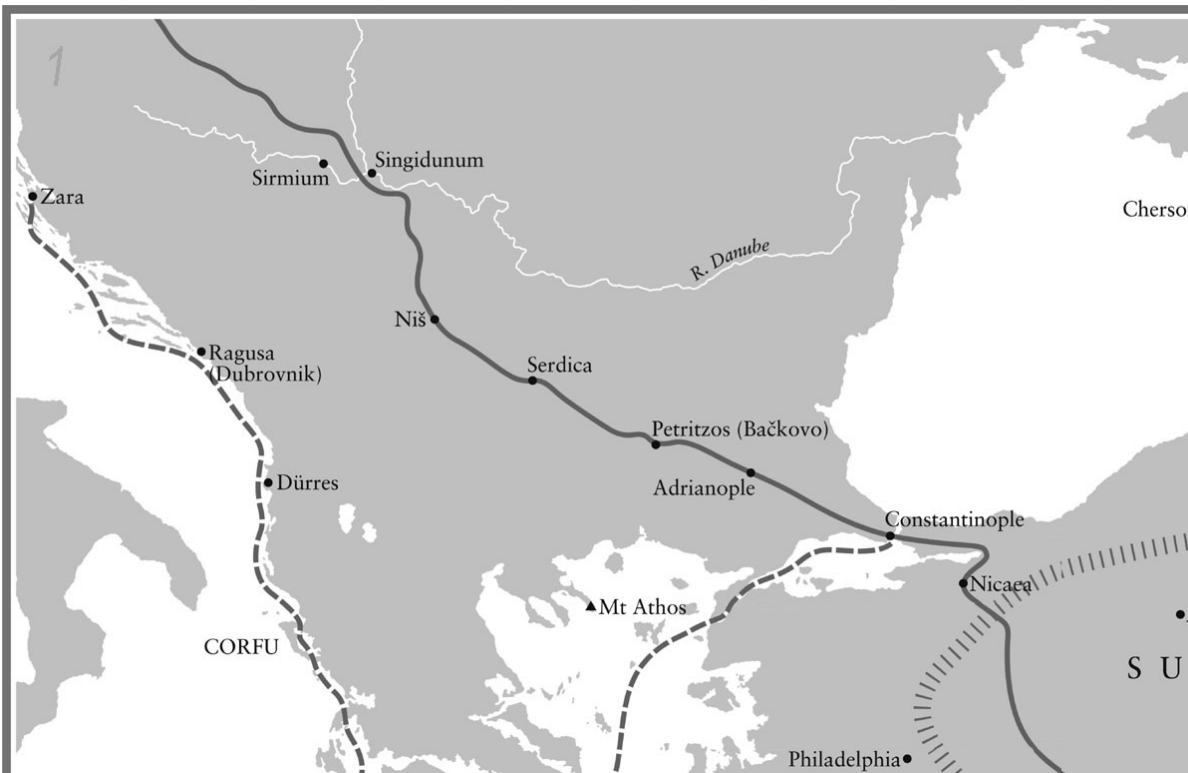 1
Singidunum
Sirmium
Zara
Cherso
R. Danube
Niš
Ragusa
(Dubrovnik)
Serdica
Petritzos (Bačkovo)
Adrianople
Dürres
Constantinople
Nicaea
Mt Athos
CORFU
S U
Philadelphia